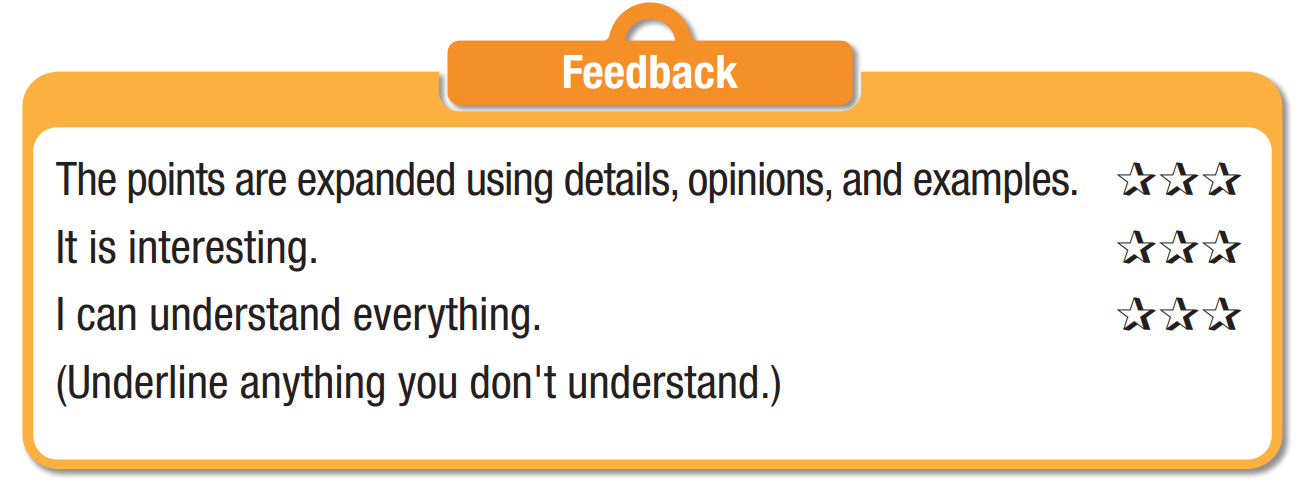 Feedback
The points are expanded using details, opinions, and examples. ✰✰✰
It is interesting. ✰✰✰
I can understand everything. ✰✰✰
(Underline anything you don't understand.)